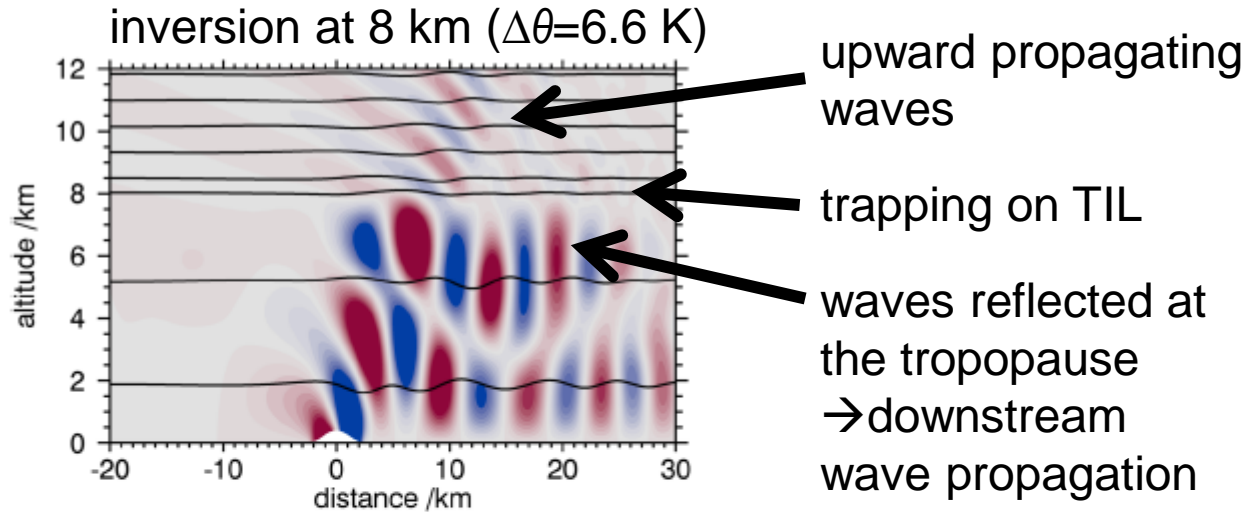 inversion at 8 km (Δθ=6.6 K)
12
10
8
6
4
2
0
altitude /km
-20
-10
0
10
20
30
distance /km
upward propagating
waves
trapping on TIL
waves reflected at
the tropopause
→downstream
wave propagation